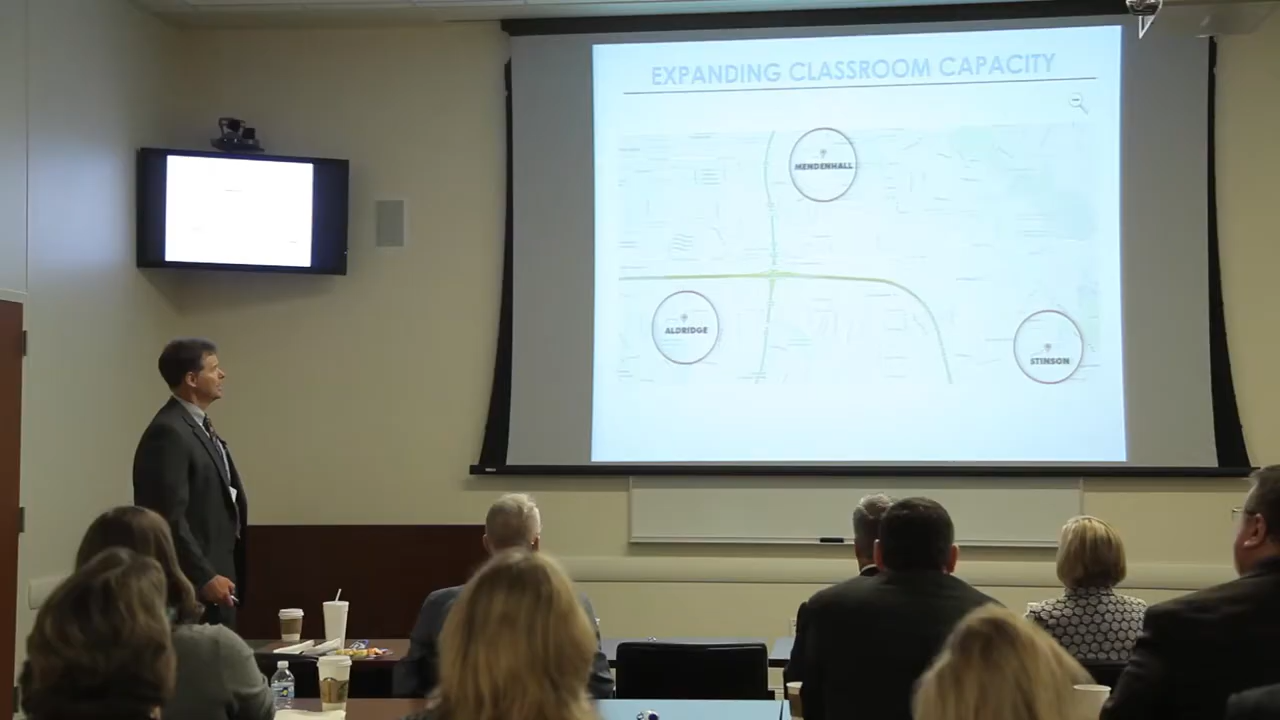 EXPANDING CLASSROOM CAPACITY
MENDENHALL
ALDRIDGE
STINSON